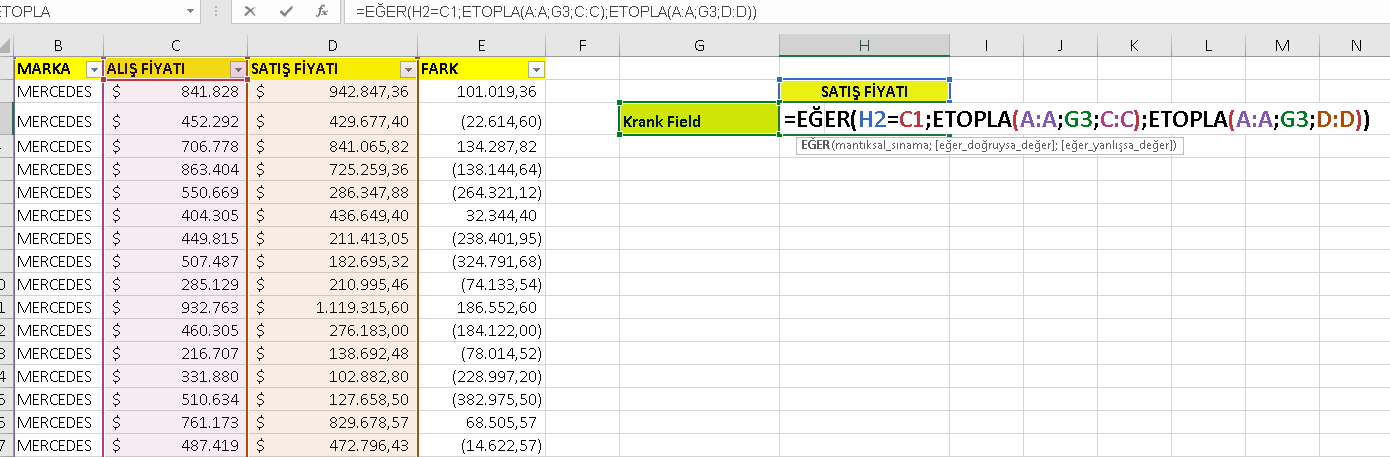 ETOPLA
=EĞER(H2=C1;ETOPLA(A:A;G3;C:C);ETOPLA(A:A;G3;D:D))
B C D E F G H I J K L M N
MARKA ALIŞ FİYATI SATIŞ FİYATI FARK
MERCEDES $ 841.828 $ 942.847,36 101.019,36 SATIŞ FİYATI
MERCEDES $ 452.292 $ 429.677,40 (22.614,60) Krank Field =EĞER(H2=C1;ETOPLA(A:A;G3;C:C);ETOPLA(A:A;G3;D:D))
EĞER(mantıksal_sınama; [eğer_doğruysa_değer]; [eğer_yanlışsa_değer])
MERCEDES $ 706.778 $ 841.065,82 134.287,82
MERCEDES $ 863.404 $ 725.259,36 (138.144,64)
MERCEDES $ 550.669 $ 286.347,88 (264.321,12)
MERCEDES $ 404.305 $ 436.649,40 32.344,40
MERCEDES $ 449.815 $ 211.413,05 (238.401,95)
MERCEDES $ 507.487 $ 182.695,32 (324.791,68)
0 MERCEDES $ 285.129 $ 210.995,46 (74.133,54)
1 MERCEDES $ 932.763 $ 1.119.315,60 186.552,60
2 MERCEDES $ 460.305 $ 276.183,00 (184.122,00)
3 MERCEDES $ 216.707 $ 138.692,48 (78.014,52)
4 MERCEDES $ 331.880 $ 102.882,80 (228.997,20)
5 MERCEDES $ 510.634 $ 127.658,50 (382.975,50)
6 MERCEDES $ 761.173 $ 829.678,57 68.505,57
7 MERCEDES $ 487.419 $ 472.796,43 (14.622,57)